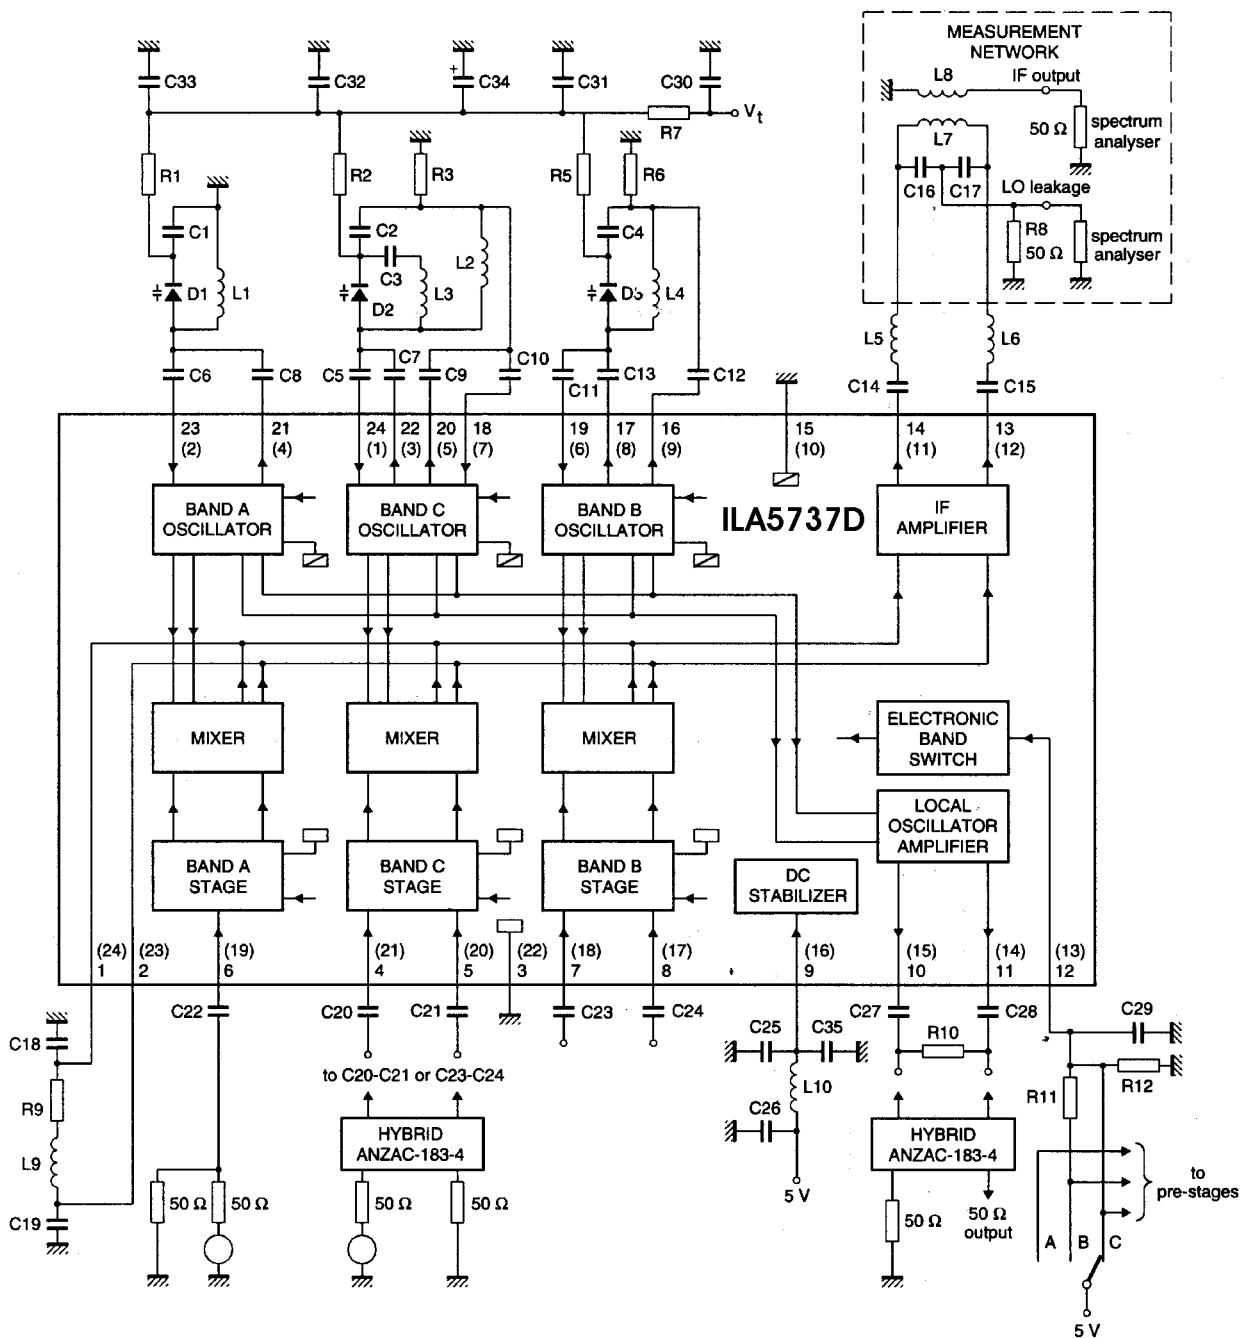 MEASUREMENT
NETWORK
L8
IF output
50 Ω
spectrum
analyser
L7
C16
C17
LO leakage
R8
50 Ω
spectrum
analyser
C33
C32
+
C34
C31
C30
R7
Vt
R1
R2
R3
R5
R6
C1
C2
C3
L2
C4
D1
L1
D2
L3
L4
L5
L6
C6
C8
C5
C7
C9
C10
C11
C13
C12
C14
C15
23
(2)
21
(4)
24
(1)
22
(3)
20
(5)
18
(7)
19
(6)
17
(8)
16
(9)
15
(10)
14
(11)
13
(12)
BAND A
OSCILLATOR
BAND C
OSCILLATOR
BAND B
OSCILLATOR
ILA5737D
IF
AMPLIFIER
MIXER
MIXER
MIXER
ELECTRONIC
BAND
SWITCH
LOCAL
OSCILLATOR
AMPLIFIER
BAND A
STAGE
BAND C
STAGE
BAND B
STAGE
DC
STABILIZER
(24)
1
(23)
2
(19)
6
(21)
4
(20)
5
(22)
3
(18)
7
(17)
8
(16)
9
(15)
10
(14)
11
(13)
12
C22
C20
C21
C23
C24
C27
C28
C29
C18
R9
L9
C19
to C20-C21 or C23-C24
HYBRID
ANZAC-183-4
50 Ω
50 Ω
50 Ω
50 Ω
C25
C35
L10
C26
5 V
R10
HYBRID
ANZAC-183-4
50 Ω
50 Ω
output
R11
R12
to
pre-stages
A
B
C
5 V